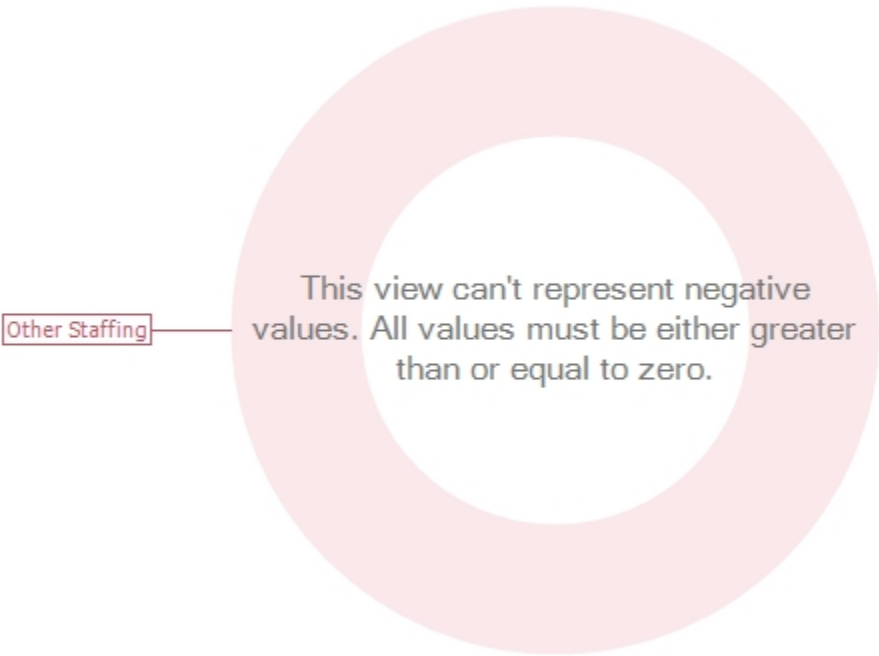 This view can't represent negative
values. All values must be either greater
than or equal to zero.
Other Staffing